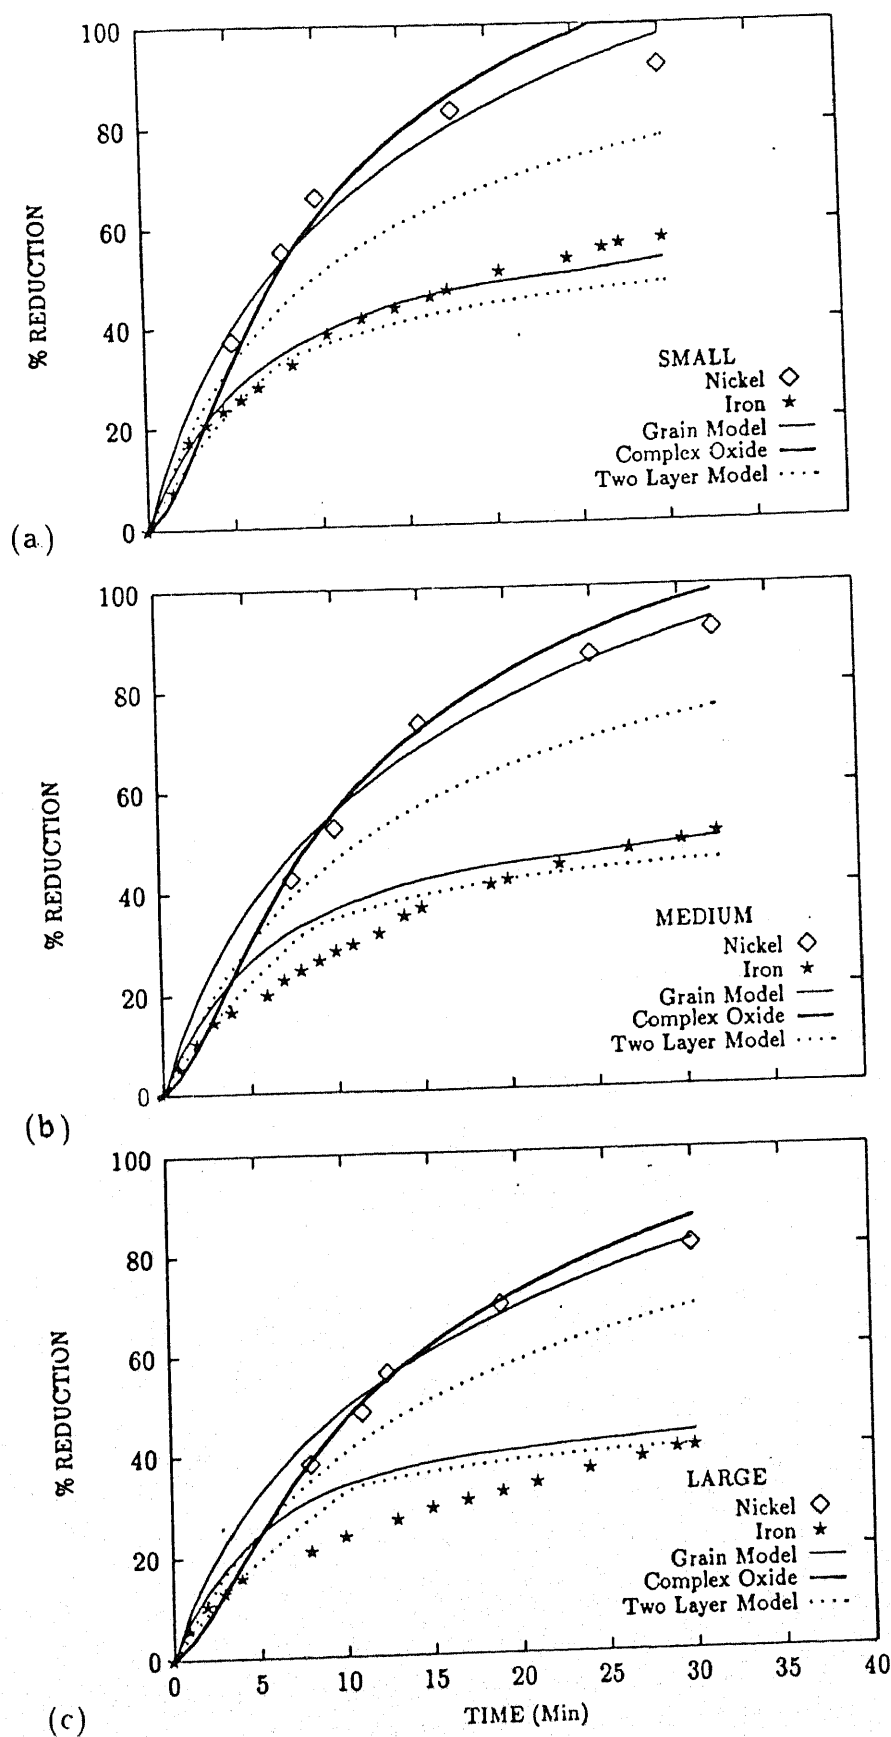 100
80
60
40
20
0
% REDUCTION
SMALL
Nickel
Iron
Grain Model
Complex Oxide
Two Layer Model
(a)
100
80
60
40
20
0
% REDUCTION
MEDIUM
Nickel
Iron
Grain Model
Complex Oxide
Two Layer Model
(b)
100
80
60
40
20
0
% REDUCTION
LARGE
Nickel
Iron
Grain Model
Complex Oxide
Two Layer Model
0 5 10 15 20 25 30 35 40
TIME (Min)
(c)